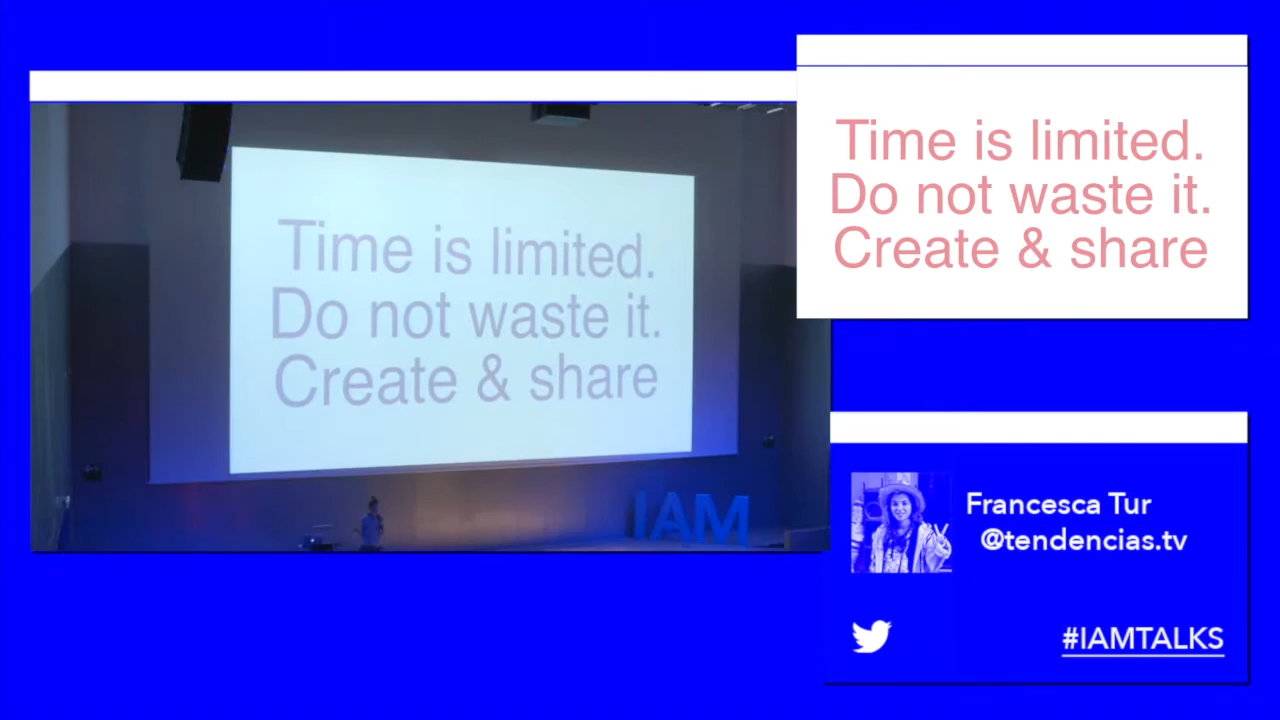 Time is limited.
Do not waste it.
Create & share
IAM
Time is limited.
Do not waste it.
Create & share
Francesca Tur
@tendencias.tv
#IAMTALKS